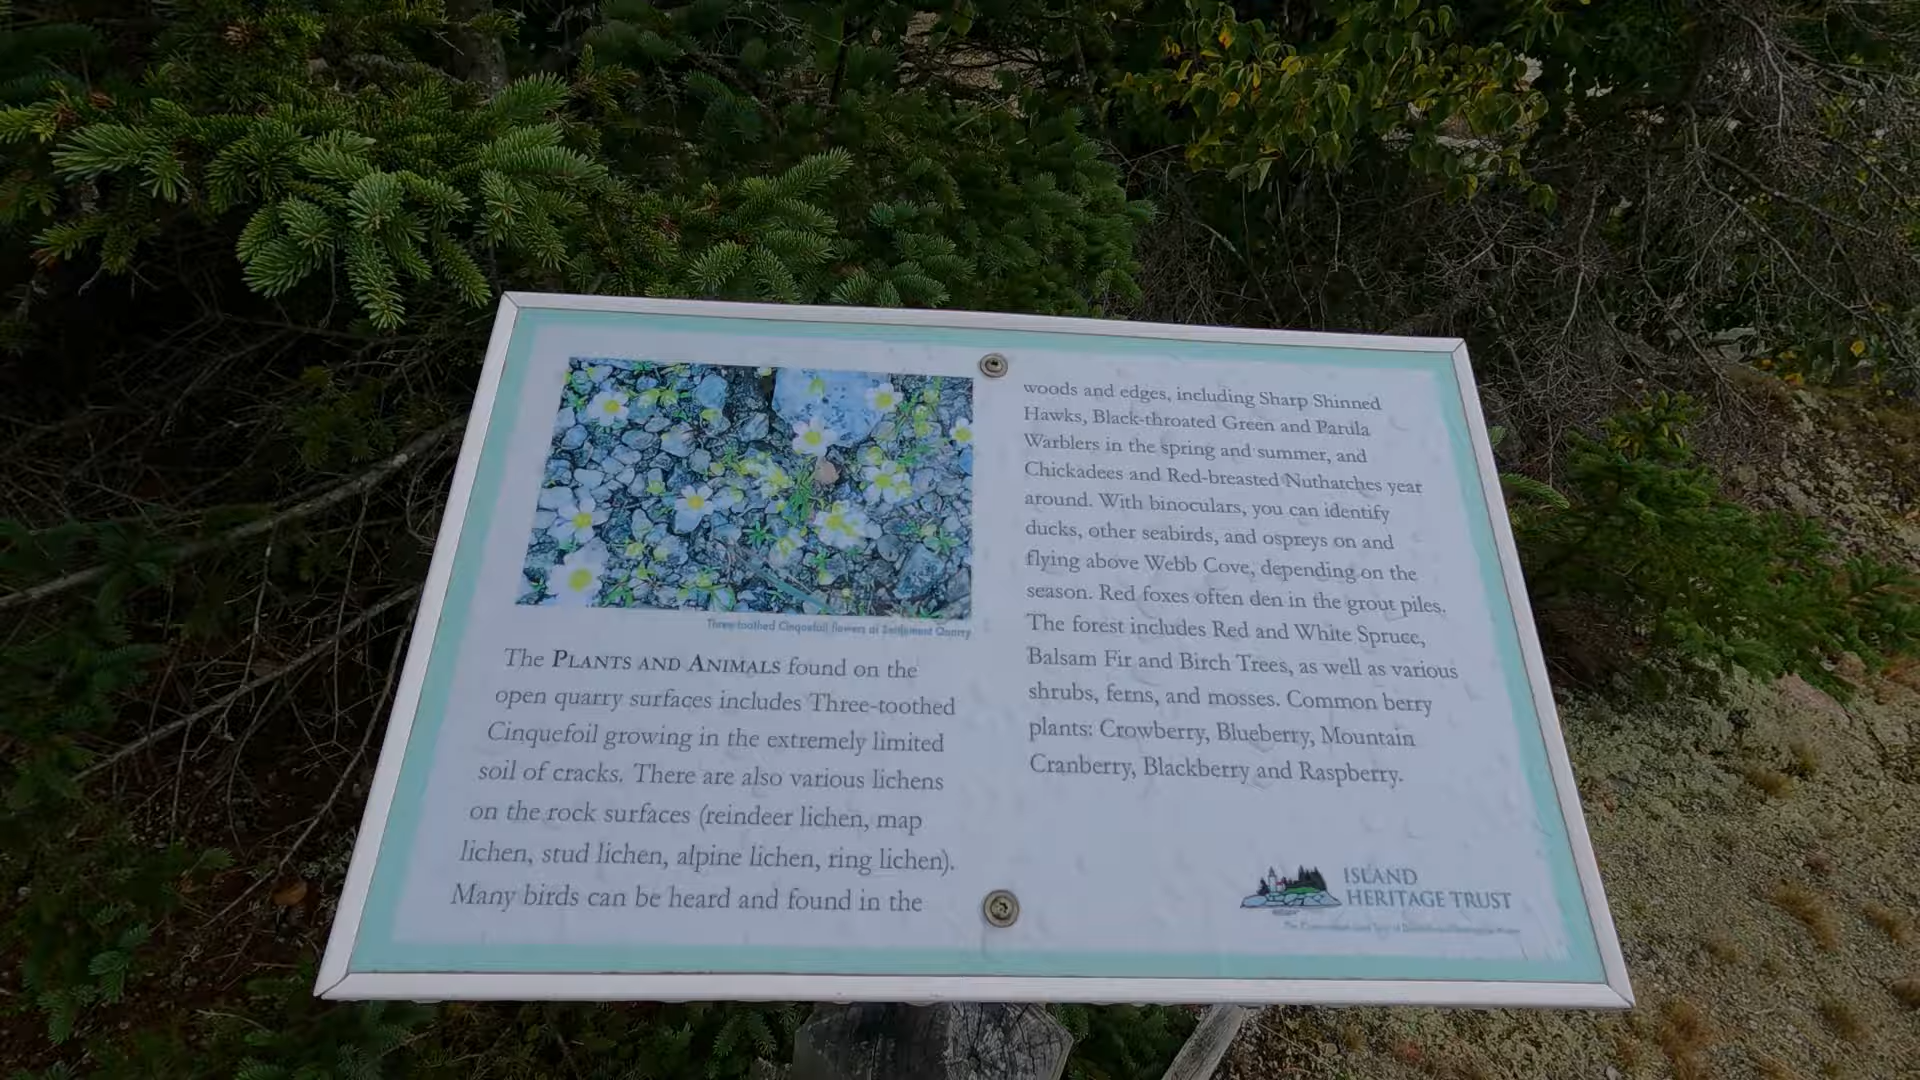 Three-toothed Cinquefoil flowers at Settlement Quarry
The PLANTS AND ANIMALS found on the
open quarry surfaces includes Three-toothed
Cinquefoil growing in the extremely limited
soil of cracks. There are also various lichens
on the rock surfaces (reindeer lichen, map
lichen, stud lichen, alpine lichen, ring lichen).
Many birds can be heard and found in the
woods and edges, including Sharp Shinned
Hawks, Black-throated Green and Parula
Warblers in the spring and summer, and
Chickadees and Red-breasted Nuthatches year
around. With binoculars, you can identify
ducks, other seabirds, and ospreys on and
flying above Webb Cove, depending on the
season. Red foxes often den in the grout piles.
The forest includes Red and White Spruce,
Balsam Fir and Birch Trees, as well as various
shrubs, ferns, and mosses. Common berry
plants: Crowberry, Blueberry, Mountain
Cranberry, Blackberry and Raspberry.
ISLAND
HERITAGE TRUST